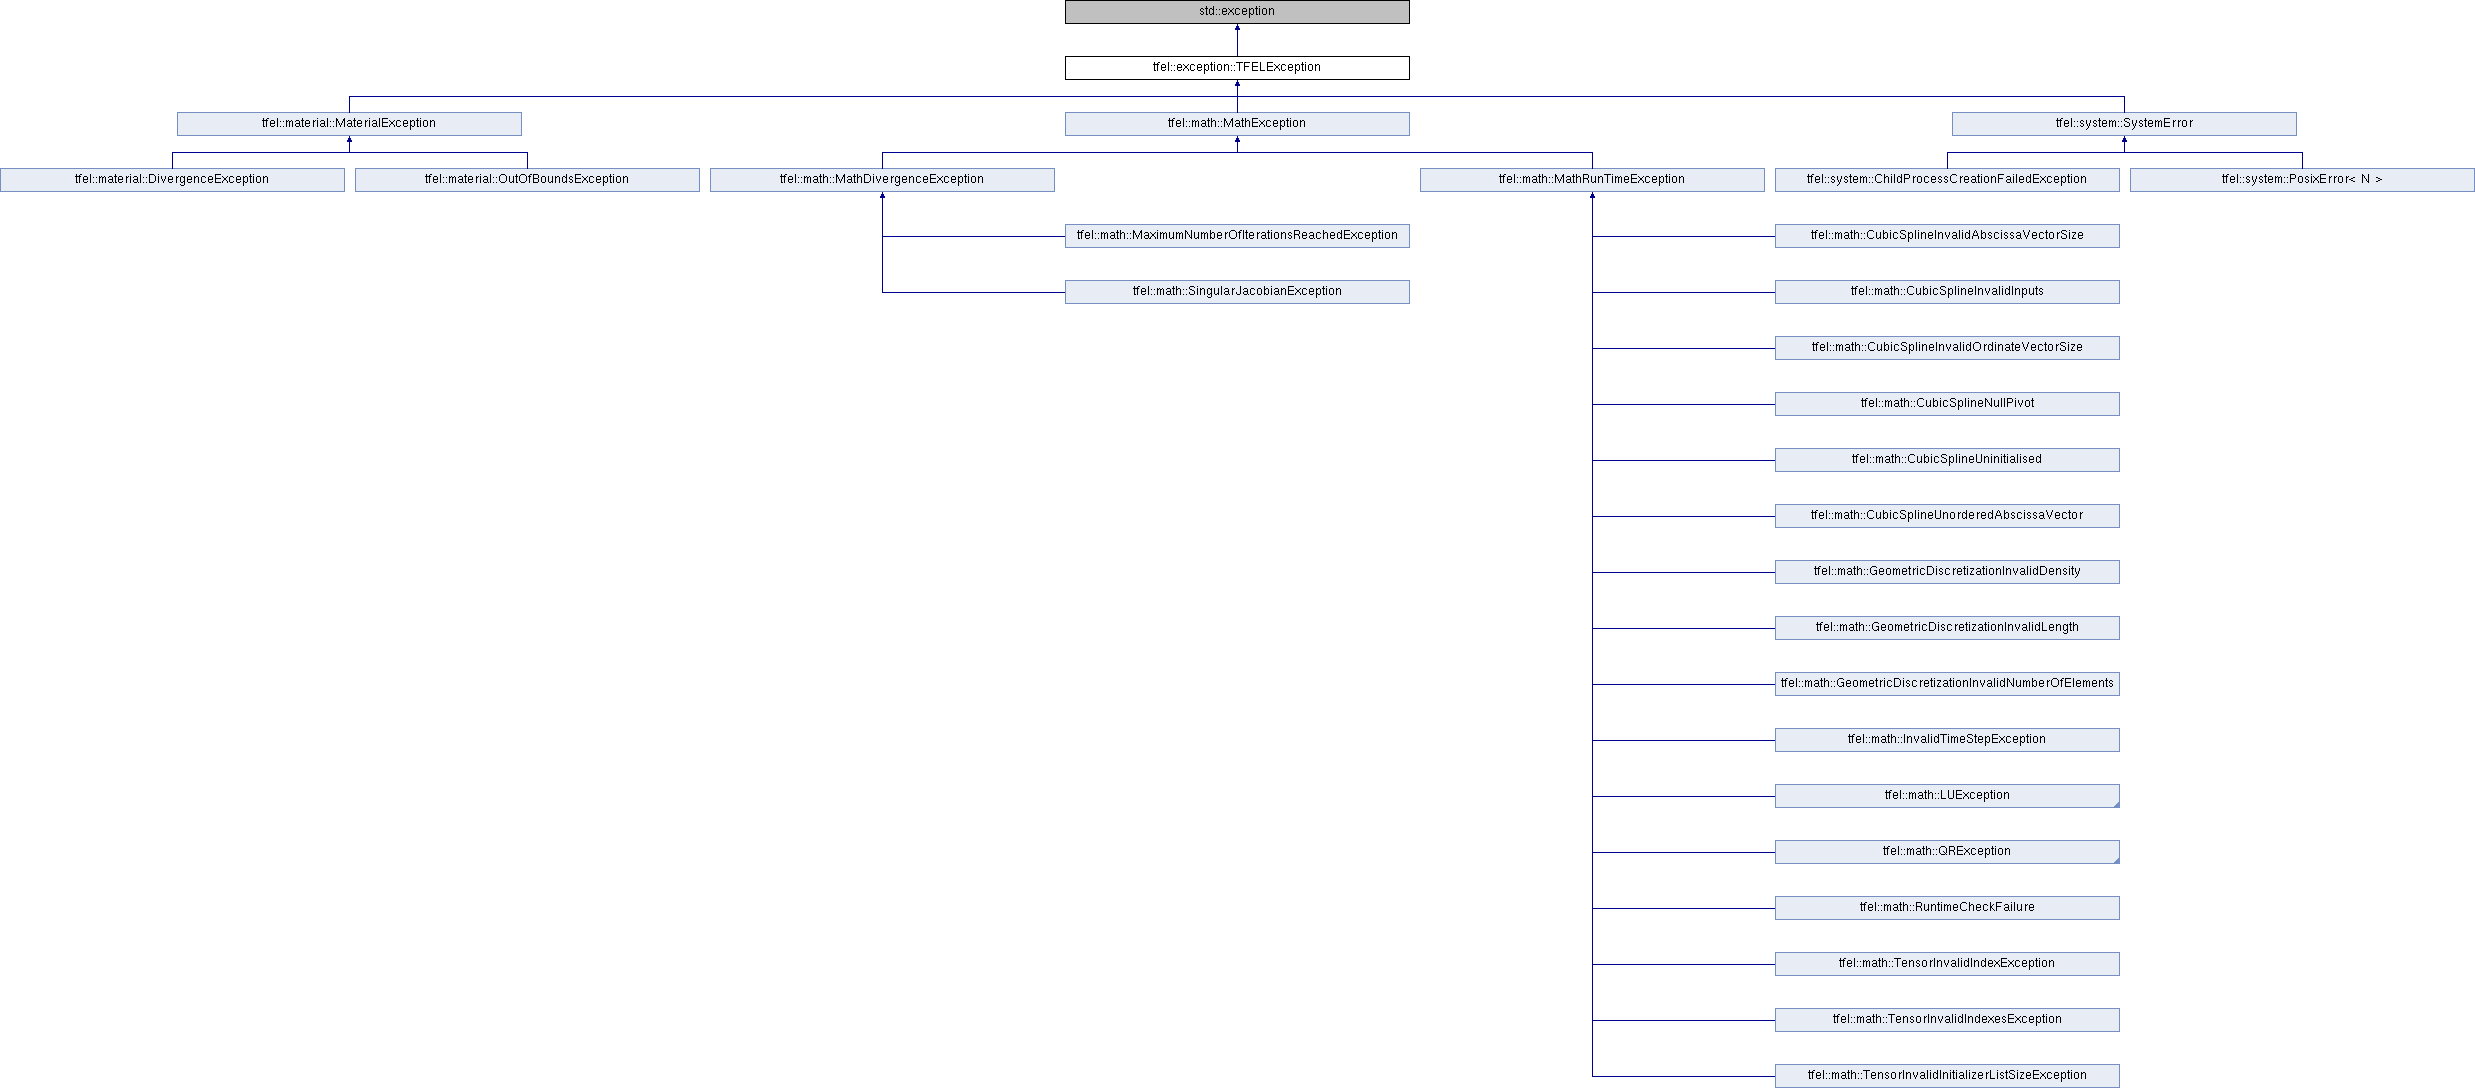 std::exception
tfel::exception::TFELException
tfel::material::MaterialException
tfel::math::MathException
tfel::system::SystemError
tfel::material::DivergenceException
tfel::material::OutOfBoundsException
tfel::math::MathDivergenceException
tfel::math::MathRunTimeException
tfel::system::ChildProcessCreationFailedException
tfel::system::PosixError< N >
tfel::math::MaximumNumberOfIterationsReachedException
tfel::math::CubicSplineInvalidAbscissaVectorSize
tfel::math::SingularJacobianException
tfel::math::CubicSplineInvalidInputs
tfel::math::CubicSplineInvalidOrdinateVectorSize
tfel::math::CubicSplineNullPivot
tfel::math::CubicSplineUninitialised
tfel::math::CubicSplineUnorderedAbscissaVector
tfel::math::GeometricDiscretizationInvalidDensity
tfel::math::GeometricDiscretizationInvalidLength
tfel::math::GeometricDiscretizationInvalidNumberOfElements
tfel::math::InvalidTimeStepException
tfel::math::LUException
tfel::math::QRException
tfel::math::RuntimeCheckFailure
tfel::math::TensorInvalidIndexException
tfel::math::TensorInvalidIndexesException
tfel::math::TensorInvalidInitializerListSizeException